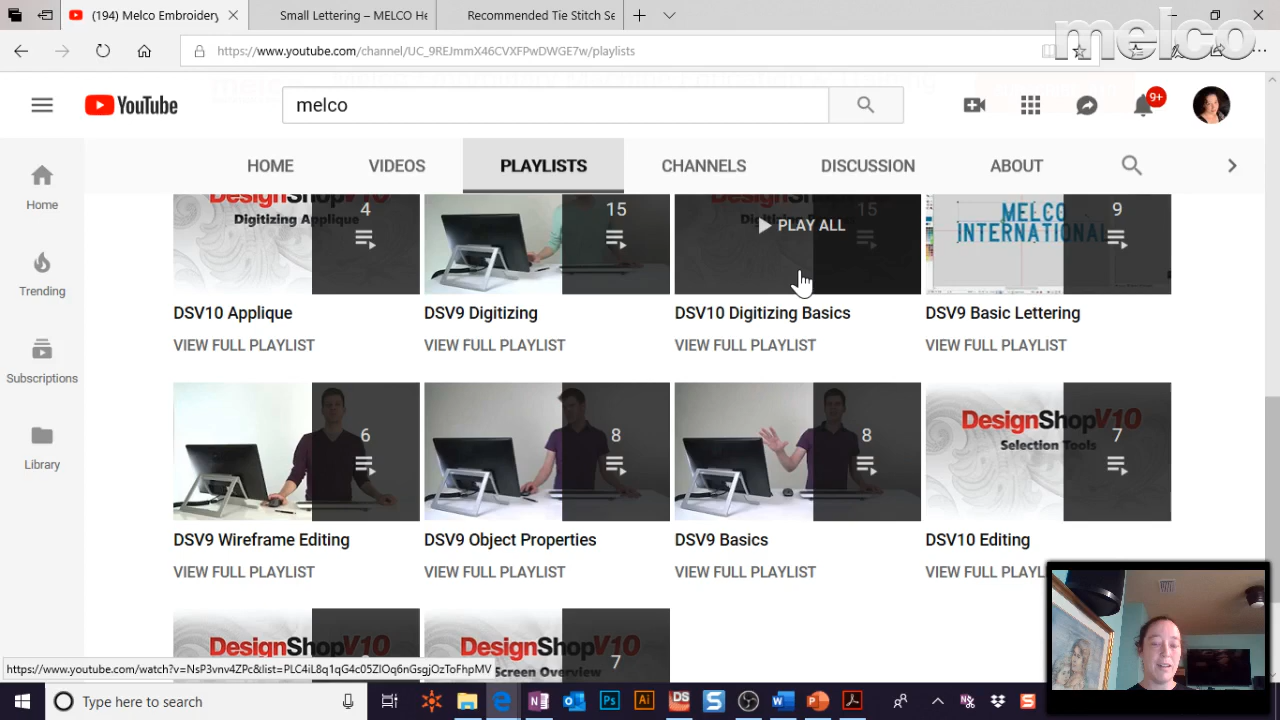 (194) Melco Embroidery
Small Lettering – MELCO He
Recommended Tie Stitch Se
https://www.youtube.com/channel/UC_9REJmmX46CVXFPwDWGE7w/playlists
melco
YouTube
melco
9+
HOME
VIDEOS
PLAYLISTS
CHANNELS
DISCUSSION
ABOUT
Home
Trending
Subscriptions
Library
Digitizing Applique
4
15
15
PLAY ALL
MELCO
INTERNATIONAL
9
DSV10 Applique
DSV9 Digitizing
DSV10 Digitizing Basics
DSV9 Basic Lettering
VIEW FULL PLAYLIST
VIEW FULL PLAYLIST
VIEW FULL PLAYLIST
VIEW FULL PLAYLIST
6
8
8
DesignShopV10
Selection Tools
7
DSV9 Wireframe Editing
DSV9 Object Properties
DSV9 Basics
DSV10 Editing
VIEW FULL PLAYLIST
VIEW FULL PLAYLIST
VIEW FULL PLAYLIST
VIEW FULL PL
DesignShopV10
DesignShopV10
Screen Overview
7
https://www.youtube.com/watch?v=NsP3vnv4ZPc&list=PLC4iL8q1qG4c05ZlOq6nGsgjOzToFhpMV
Type here to search